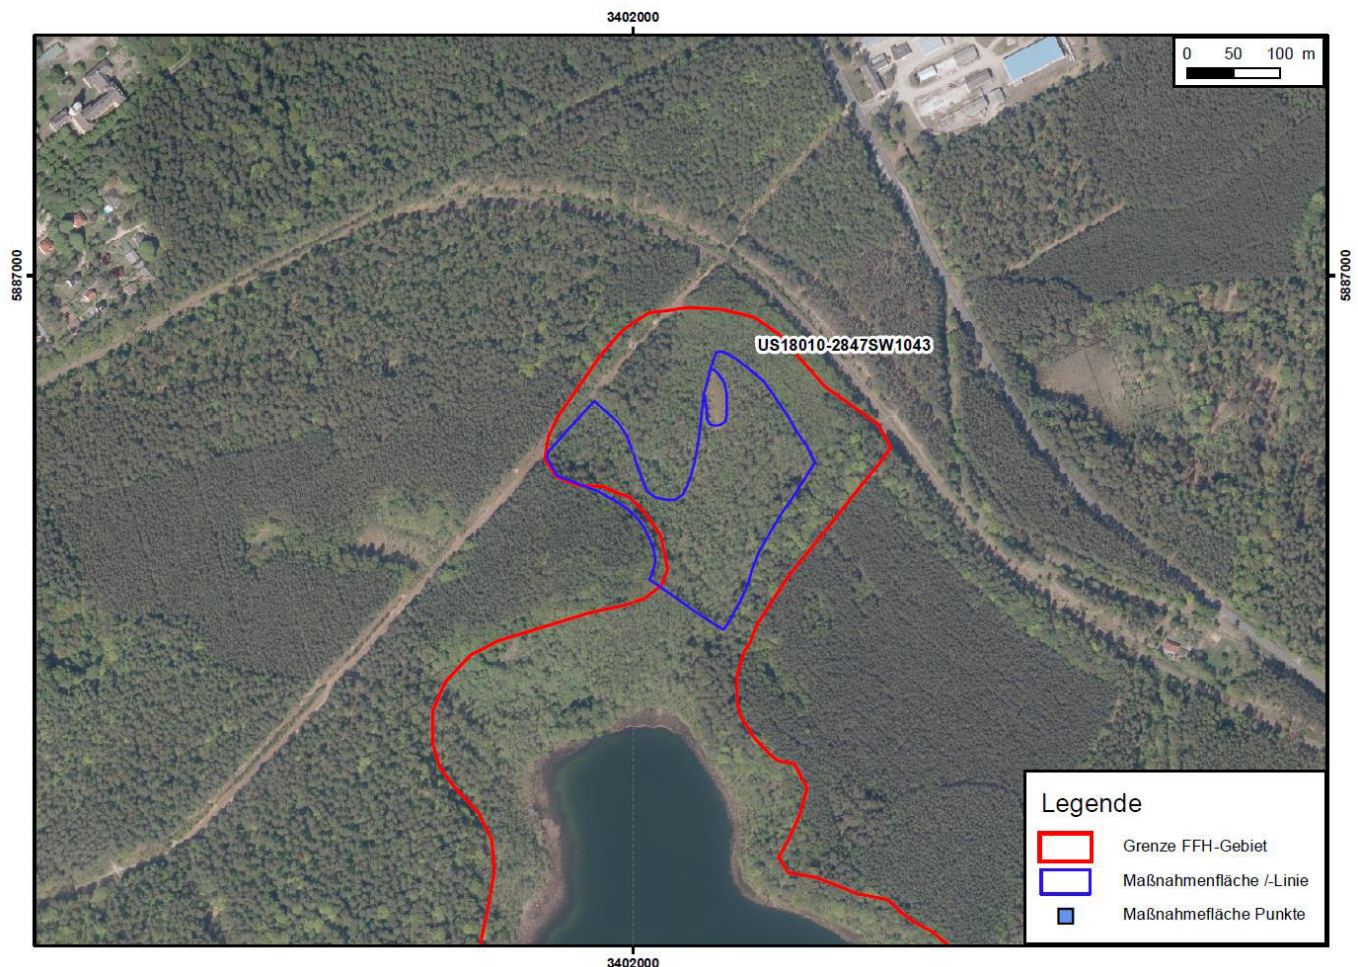 3402000
0 50 100 m
5887000
5887000
US18010-2847SW1043
Legende
Grenze FFH-Gebiet
Maßnahmenfläche /-Linie
Maßnahmefläche Punkte
3402000